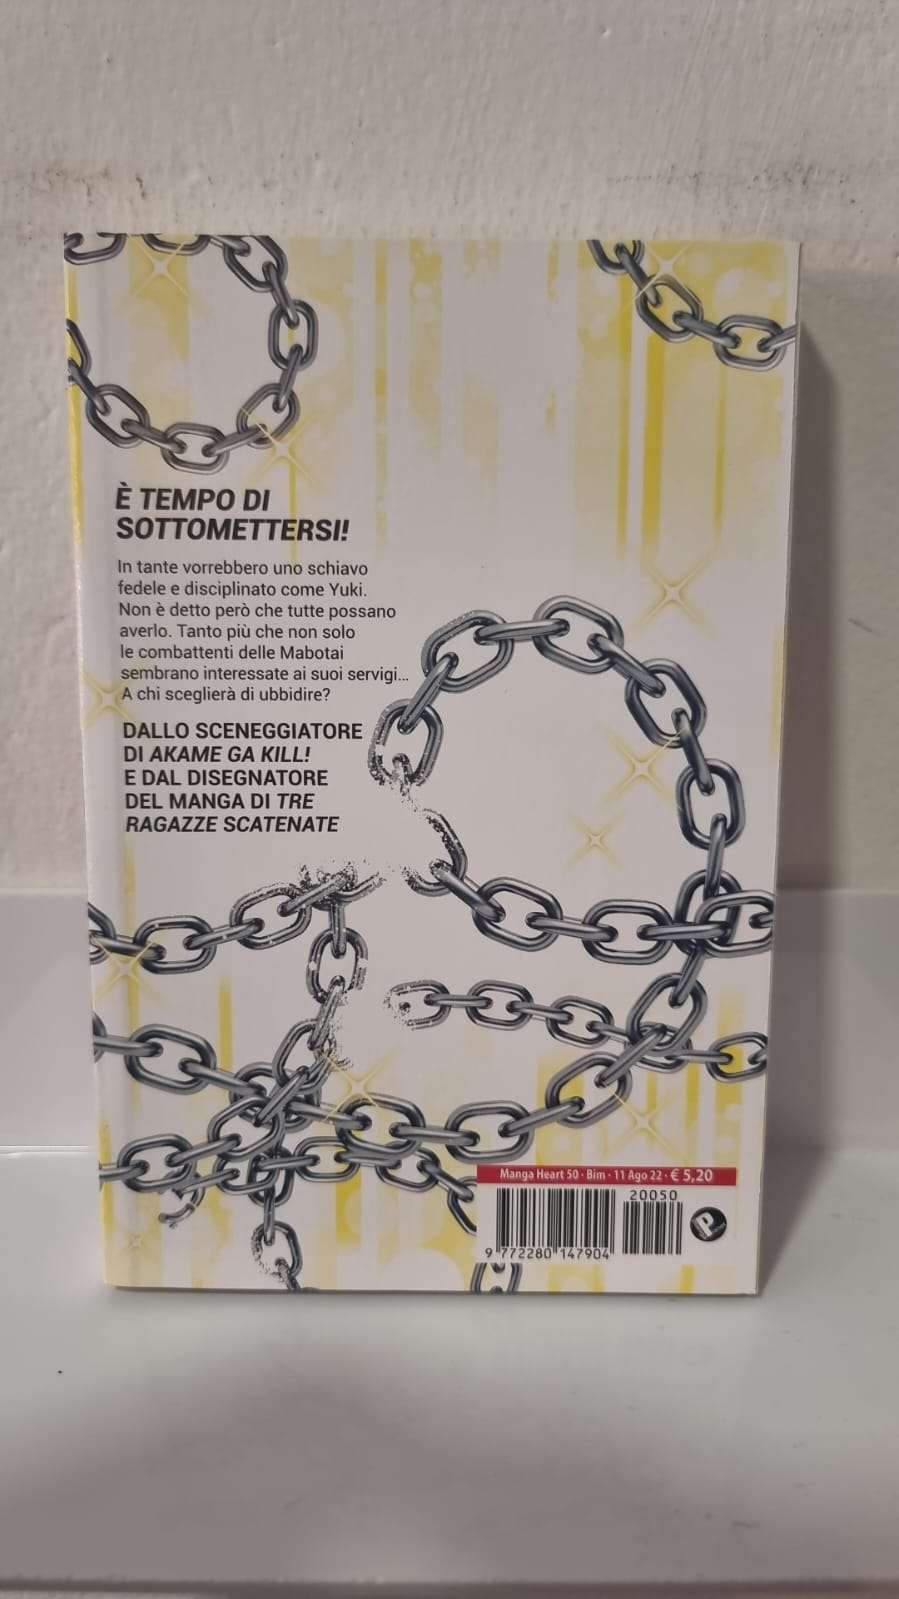 È TEMPO DI
SOTTOMETTERSI!
In tante vorrebbero uno schiavo
fedele e disciplinato come Yuki.
Non è detto però che tutte possano
averlo. Tanto più che non solo
le combattenti delle Mabotai
sembrano interessate ai suoi servigi...
A chi sceglierà di ubbidire?
DALLO SCENEGGIATORE
DI AKAME GA KILL!
E DAL DISEGNATORE
DEL MANGA DI TRE
RAGAZZE SCATENATE
Manga Heart 50 · Bim · 11 Ago 22 · € 5,20
20050
9 772280 147904
P